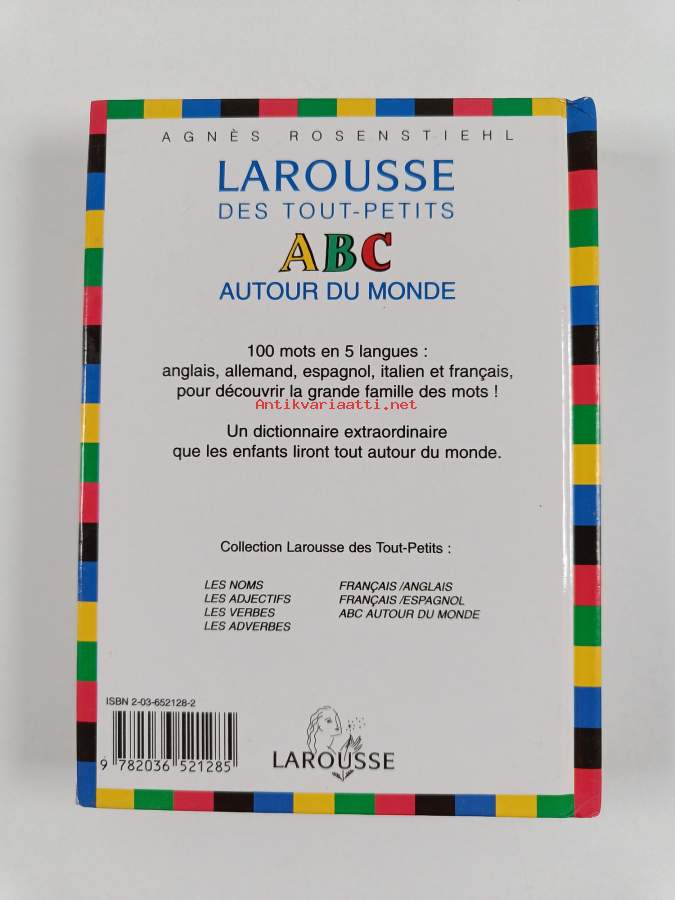 AGNÈS ROSENSTIEHL
LAROUSSE
DES TOUT-PETITS
ABC
AUTOUR DU MONDE
100 mots en 5 langues :
anglais, allemand, espagnol, italien et français,
pour découvrir la grande famille des mots !
Antikvariaatti.net
Un dictionnaire extraordinaire
que les enfants liront tout autour du monde.
Collection Larousse des Tout-Petits :
LES NOMS
LES ADJECTIFS
LES VERBES
LES ADVERBES
FRANÇAIS /ANGLAIS
FRANÇAIS /ESPAGNOL
ABC AUTOUR DU MONDE
ISBN 2-03-652128-2
9 782036 521285
LAROUSSE